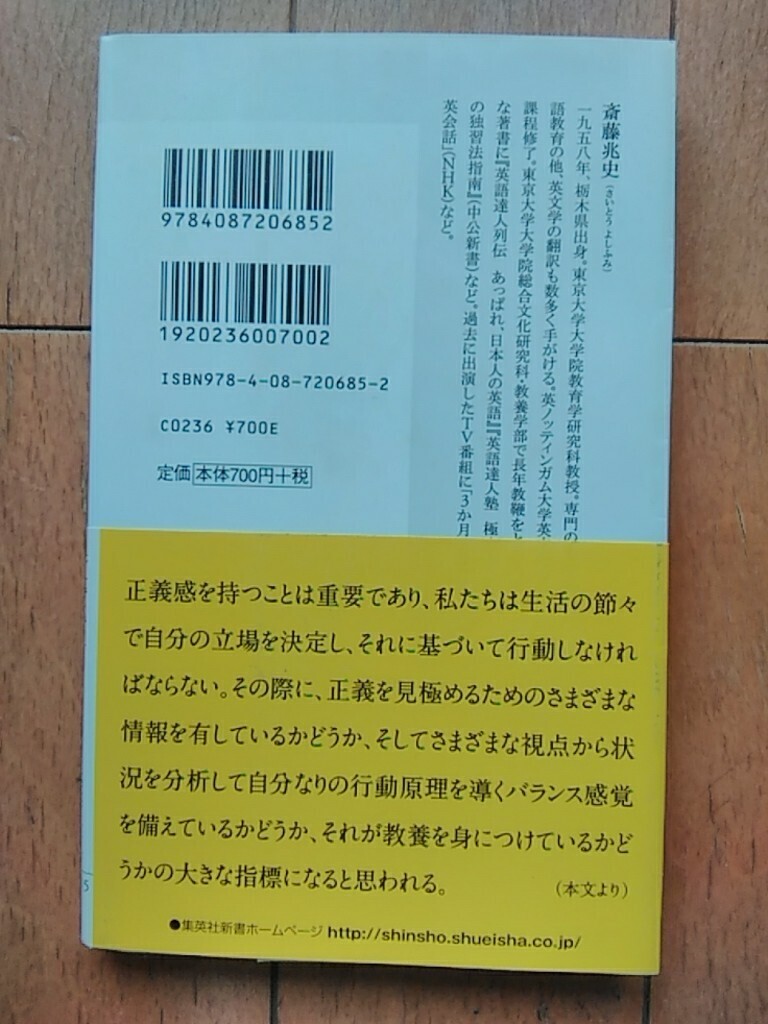 斎藤兆史(さいとう よしふみ)
一九五八年、栃木県出身。東京大学大学院教育学研究科教授。専門の
語教育の他、英文学の翻訳も数多く手がける。英ノッティンガム大学英
課程修了。東京大学大学院総合文化研究科・教養学部で長年教鞭をと
な著書に『英語達人列伝 あっぱれ、日本人の英語』『英語達人塾 極
の独習法指南』(中公新書)など。過去に出演したTV番組に「3か月
英会話」(NHK)など。
9784087206852
1920236007002
ISBN978-4-08-720685-2
C0236 ¥700E
定価 本体700円+税
正義感を持つことは重要であり、私たちは生活の節々
で自分の立場を決定し、それに基づいて行動しなけれ
ばならない。その際に、正義を見極めるためのさまざまな
情報を有しているかどうか、そしてさまざまな視点から状
況を分析して自分なりの行動原理を導くバランス感覚
を備えているかどうか、それが教養を身につけているかど
うかの大きな指標になると思われる。 (本文より)
●集英社新書ホームページ http://shinsho.shueisha.co.jp/